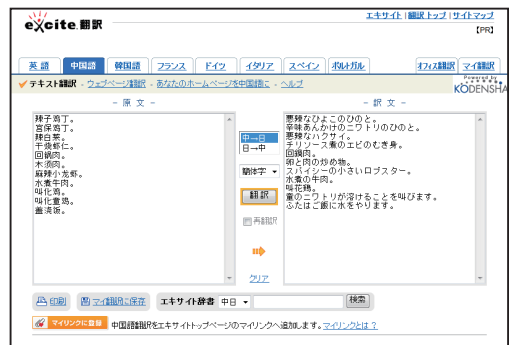 excite.翻訳
エキサイト | 翻訳トップ | サイトマップ
[PR]
英語 中国語 韓国語 フランス ドイツ イタリア スペイン ポルトガル オフィス翻訳 マイ翻訳
テキスト翻訳 - ウェブページ翻訳 - あなたのホームページを中国語に - ヘルプ
Powered by
KODENSHA
- 原 文 -
辣子鸡丁。
宫保鸡丁。
辣白菜。
干烧虾仁。
回锅肉。
木须肉。
麻辣小龙虾。
水煮牛肉。
叫化鸡。
叫化童鸡。
盖浇饭。
中→日
日→中
簡体字
翻訳
再翻訳
クリア
- 訳 文 -
悪辣なひよこのひのと。
辛味あんかけのニワトリのひのと。
悪辣なハクサイ。
チリソース煮のエビのむき身。
回鍋肉。
卵と肉の炒め物。
スパイシーの小さいロブスター。
水煮の牛肉。
叫花鶏。
童のニワトリが溶けることを叫びます。
ふたはご飯に水をやります。
印刷 マイ翻訳に保存 エキサイト辞書 中日 検索
マイリンクに登録 中国語翻訳をエキサイトトップページのマイリンクへ追加します。マイリンクとは?